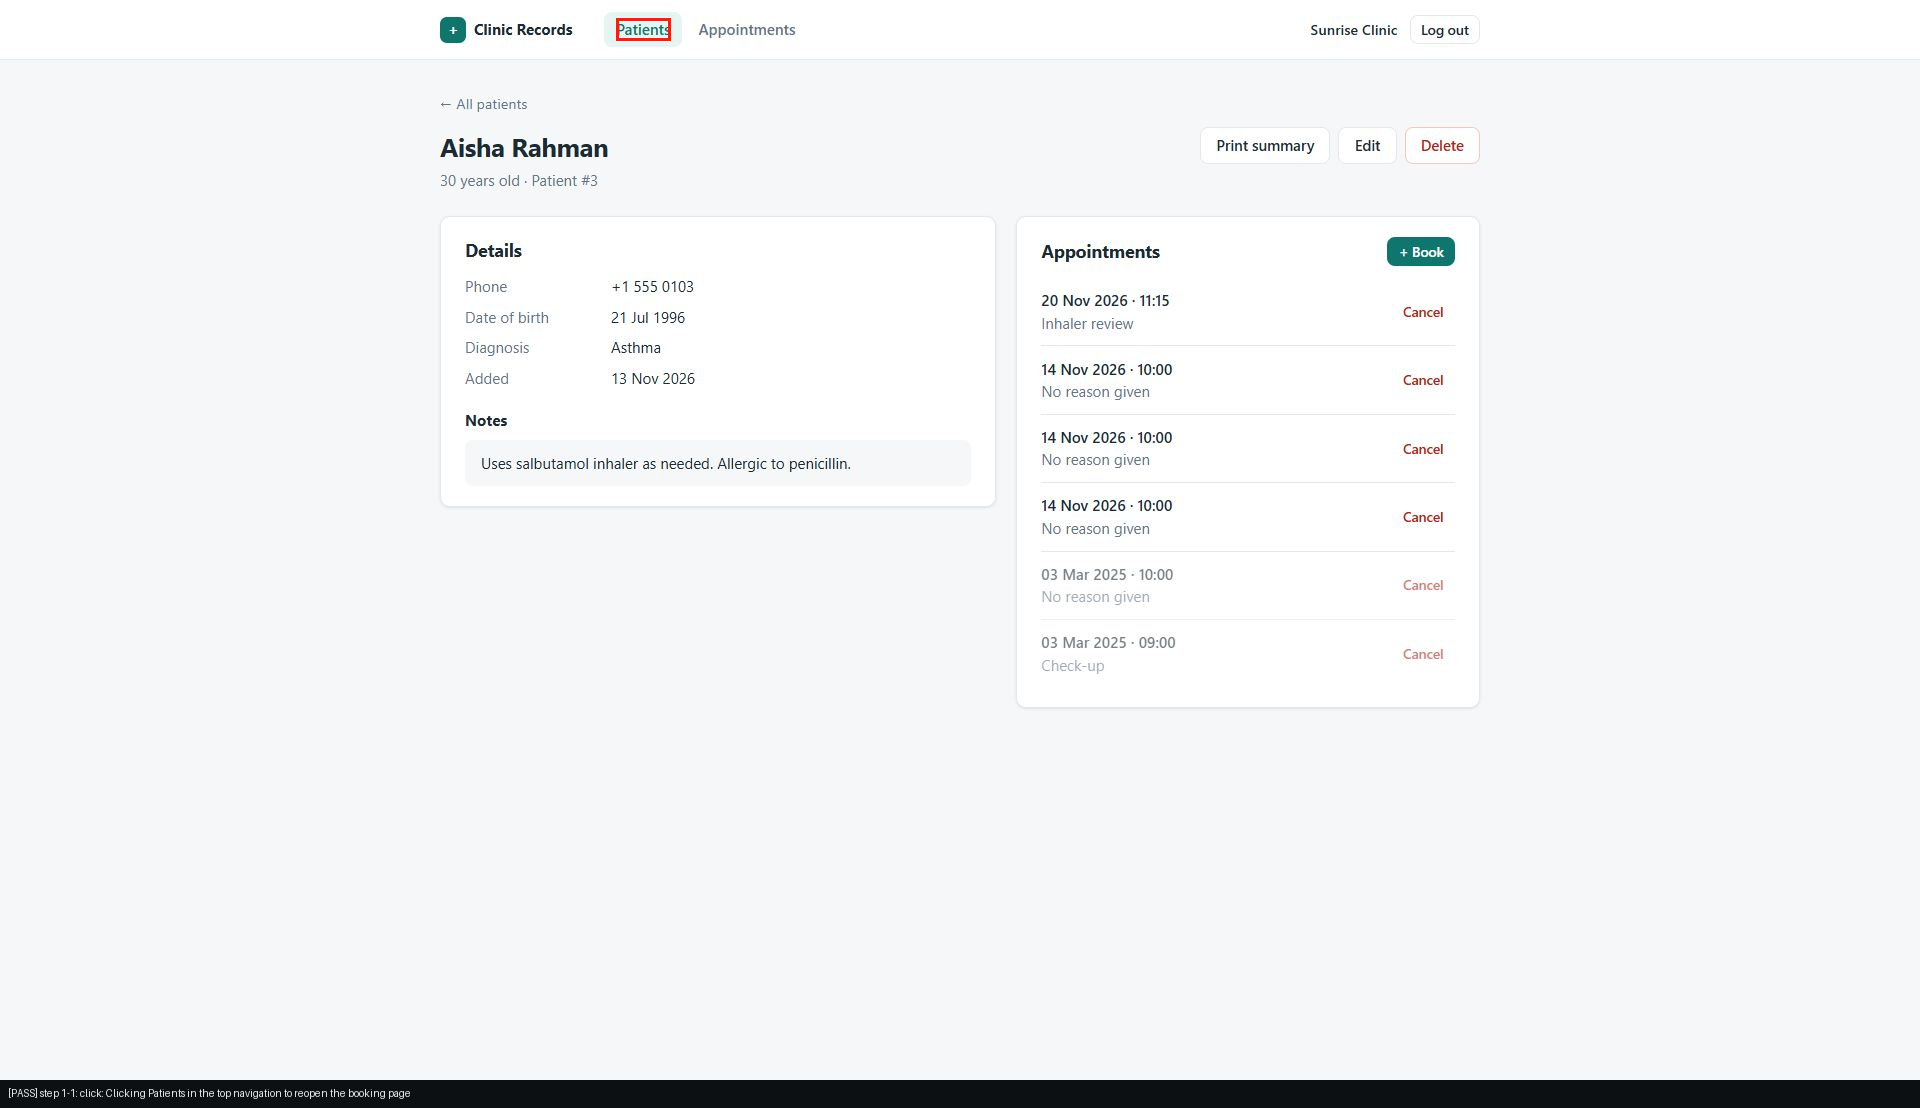 + Clinic Records Patients Appointments Sunrise Clinic Log out
← All patients
Aisha Rahman
Print summary Edit Delete
30 years old · Patient #3
Details
Phone +1 555 0103
Date of birth 21 Jul 1996
Diagnosis Asthma
Added 13 Nov 2026
Notes
Uses salbutamol inhaler as needed. Allergic to penicillin.
Appointments + Book
20 Nov 2026 · 11:15
Inhaler review
Cancel
14 Nov 2026 · 10:00
No reason given
Cancel
14 Nov 2026 · 10:00
No reason given
Cancel
14 Nov 2026 · 10:00
No reason given
Cancel
03 Mar 2025 · 10:00
No reason given
Cancel
03 Mar 2025 · 09:00
Check-up
Cancel
[PASS] step 1-1: click: Clicking Patients in the top navigation to reopen the booking page